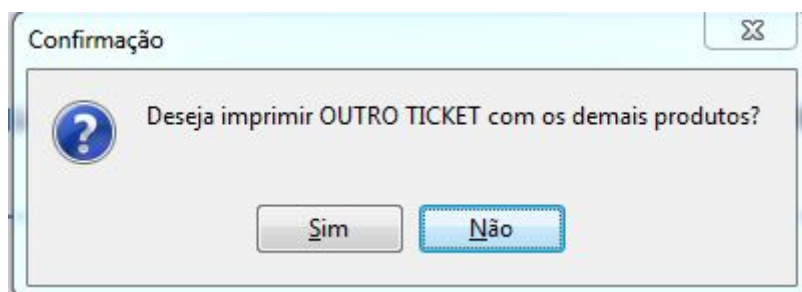 Confirmação
Deseja imprimir OUTRO TICKET com os demais produtos?
Sim Não